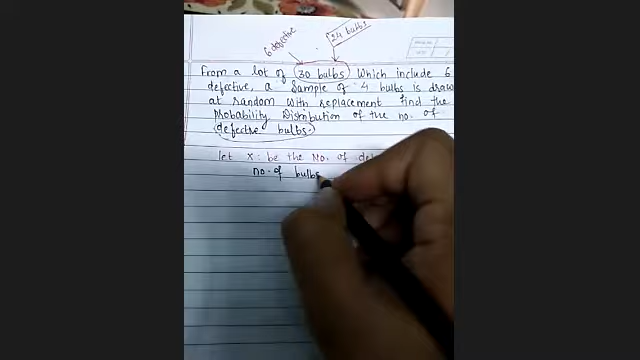 24 bulbs
6 defective
From a lot of 30 bulbs which include 6
defective, a sample of 4 bulbs is draw
at random with replacement find the
probability Distribution of the no. of
defective bulbs.
let X: be the No. of def
no. of bulbs